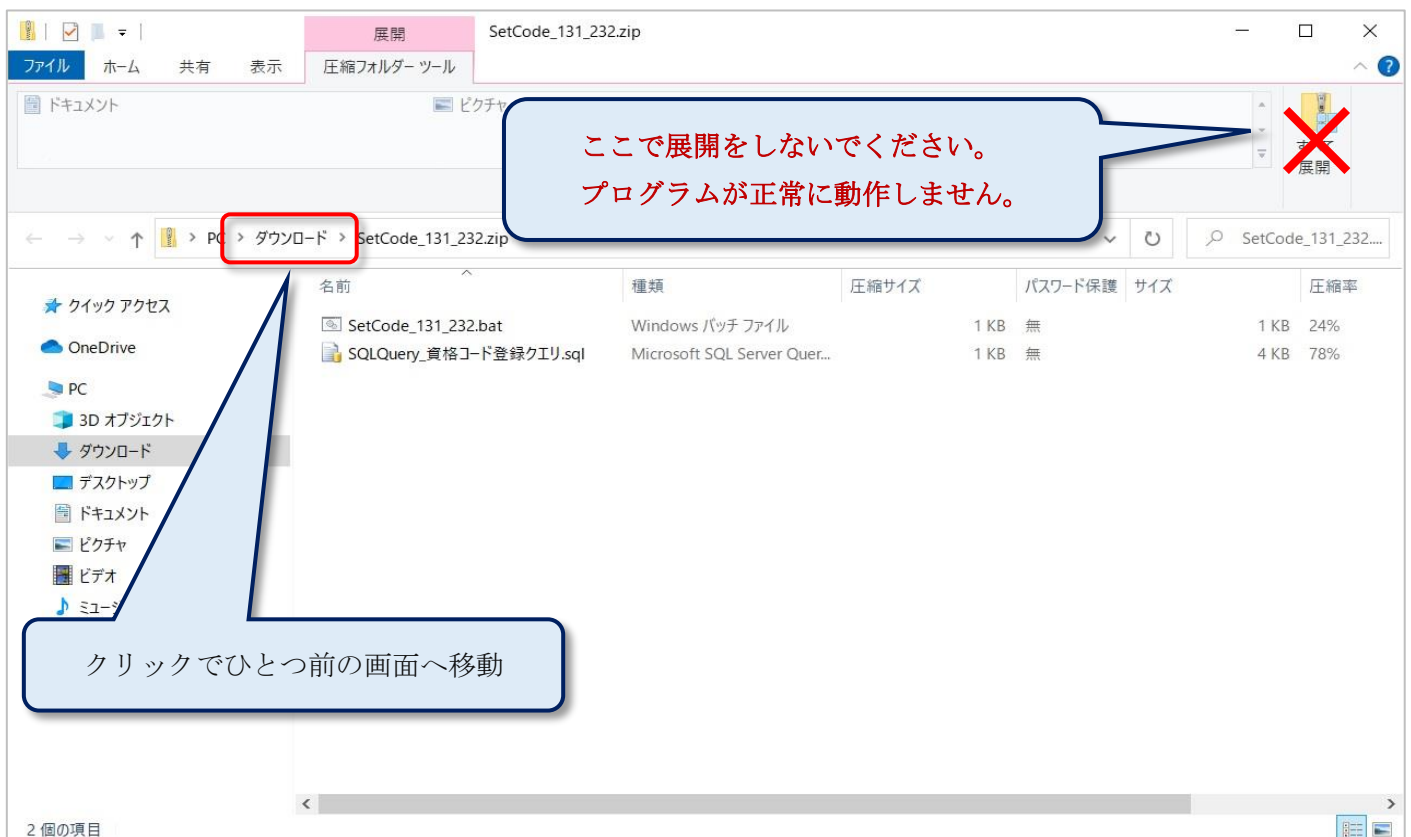 展開
SetCode_131_232.zip
ファイル
ホーム
共有
表示
圧縮フォルダー ツール
ドキュメント
ピクチャ
展開
ここで展開をしないでください。
プログラムが正常に動作しません。
PC
ダウンロード
SetCode_131_232.zip
SetCode_131_232....
名前
種類
圧縮サイズ
パスワード保護
サイズ
圧縮率
SetCode_131_232.bat
Windows バッチ ファイル
1 KB
無
1 KB
24%
SQLQuery_資格コード登録クエリ.sql
Microsoft SQL Server Quer...
1 KB
無
4 KB
78%
クイック アクセス
OneDrive
PC
3D オブジェクト
ダウンロード
デスクトップ
ドキュメント
ピクチャ
ビデオ
クリックでひとつ前の画面へ移動
2 個の項目